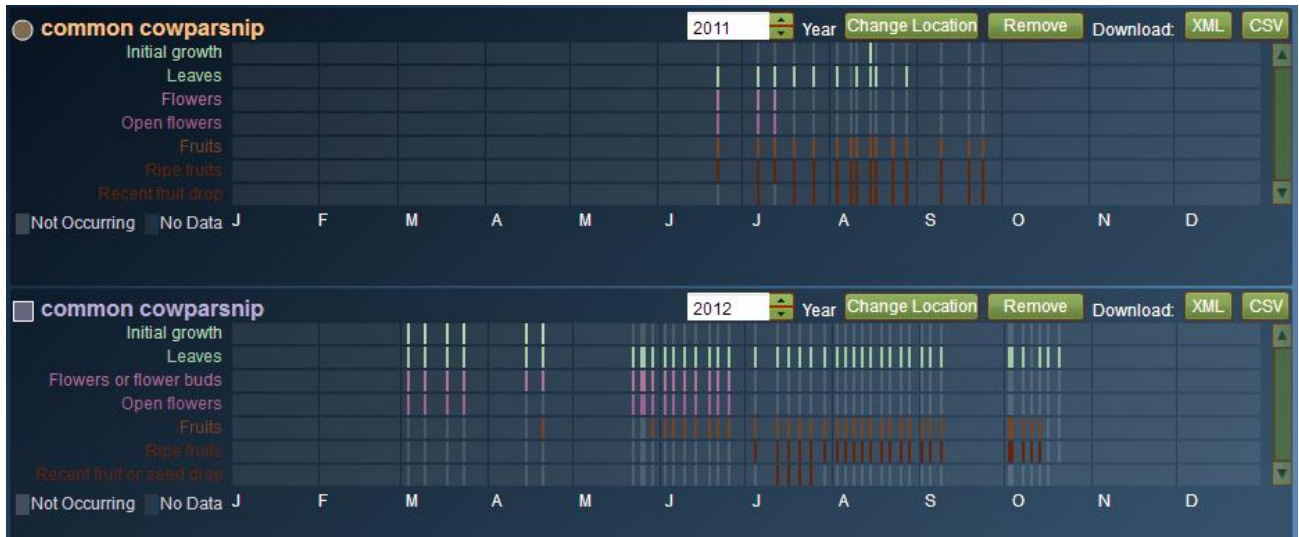 common cowparsnip 2011 Year Change Location Remove Download: XML CSV
Initial growth
Leaves
Flowers
Open flowers
Fruits
Ripe fruits
Recent fruit drop
Not Occurring No Data J F M A M J J A S O N D
common cowparsnip 2012 Year Change Location Remove Download: XML CSV
Initial growth
Leaves
Flowers or flower buds
Open flowers
Fruits
Ripe fruits
Recent fruit or seed drop
Not Occurring No Data J F M A M J J A S O N D